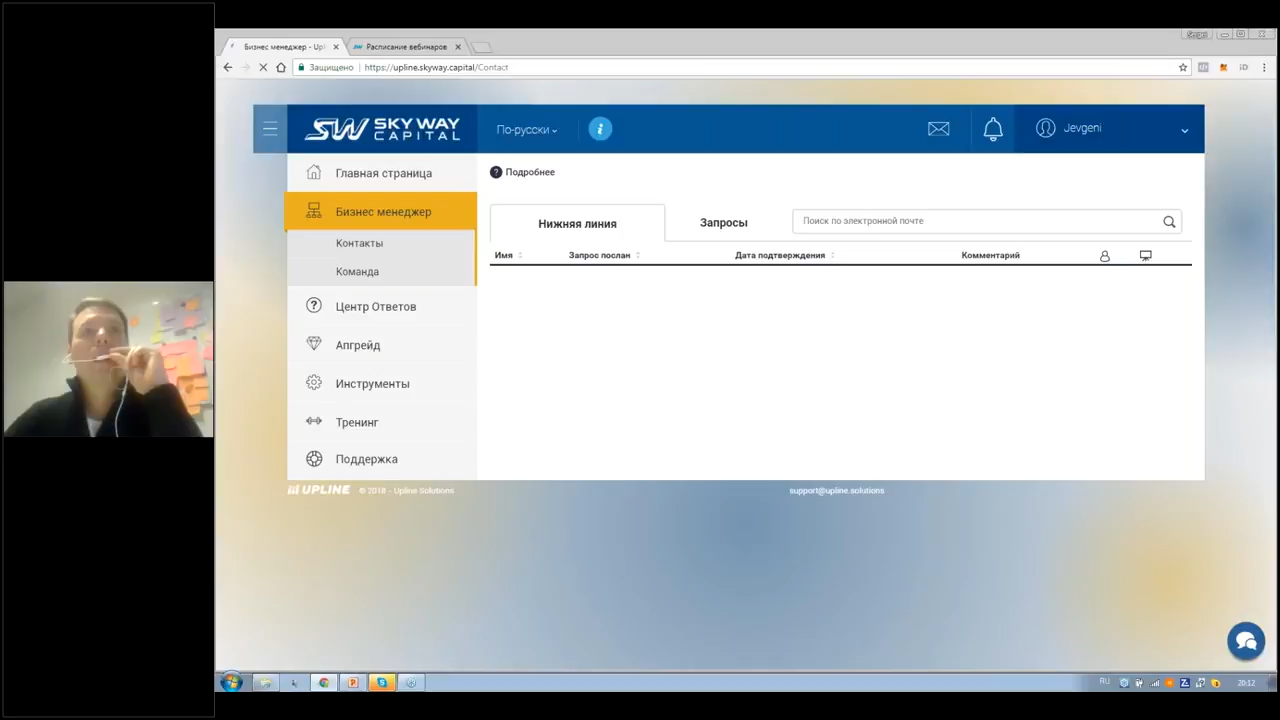 Бизнес менеджер - Upl
Расписание вебинаров
Защищено
https://upline.skyway.capital/Contact
SW SKY WAY CAPITAL
По-русски
i
Jevgeni
Главная страница
Подробнее
Бизнес менеджер
Нижняя линия
Запросы
Поиск по электронной почте
Контакты
Имя
Запрос послан
Дата подтверждения
Комментарий
Команда
Центр Ответов
Апгрейд
Инструменты
Тренинг
Поддержка
UPLINE © 2018 - Upline Solutions
support@upline.solutions
RU
20:12